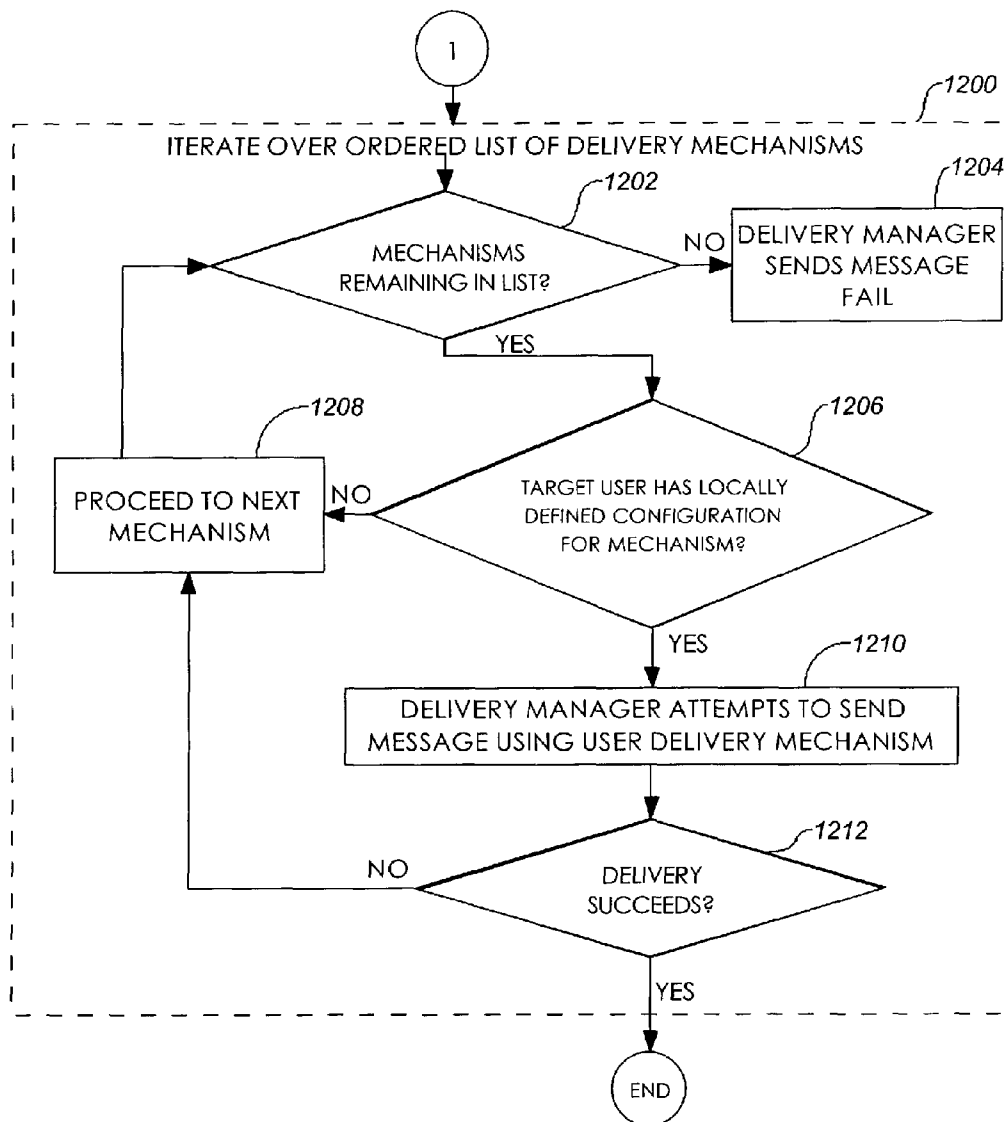 1
1200
ITERATE OVER ORDERED LIST OF DELIVERY MECHANISMS
1202
1204
MECHANISMS
REMAINING IN LIST?
NO
DELIVERY MANAGER
SENDS MESSAGE
FAIL
YES
1208
1206
PROCEED TO NEXT
MECHANISM
NO
TARGET USER HAS LOCALLY
DEFINED CONFIGURATION
FOR MECHANISM?
YES
1210
DELIVERY MANAGER ATTEMPTS TO SEND
MESSAGE USING USER DELIVERY MECHANISM
1212
NO
DELIVERY
SUCCEEDS?
YES
END